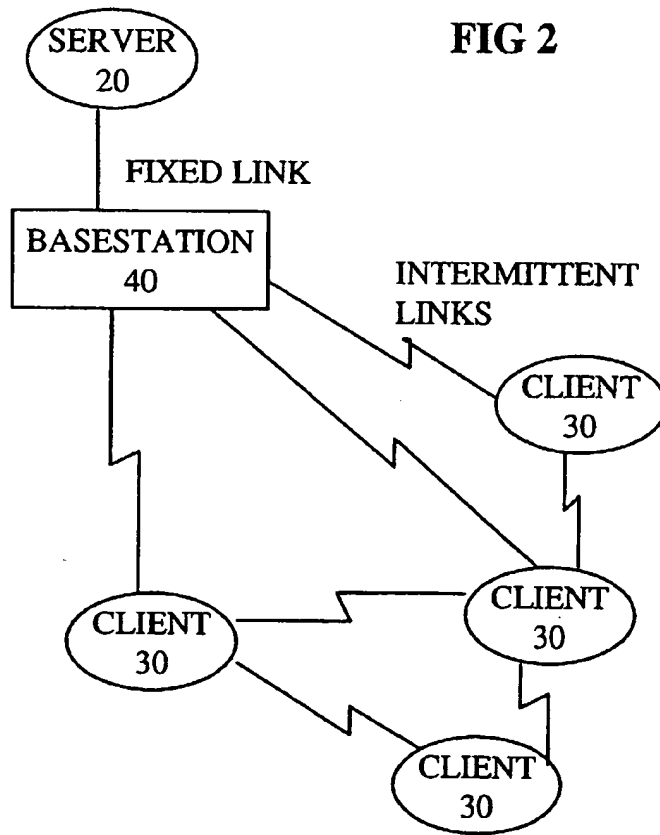 FIG 2
SERVER
20
FIXED LINK
BASESTATION
40
INTERMITTENT
LINKS
CLIENT
30
CLIENT
30
CLIENT
30
CLIENT
30